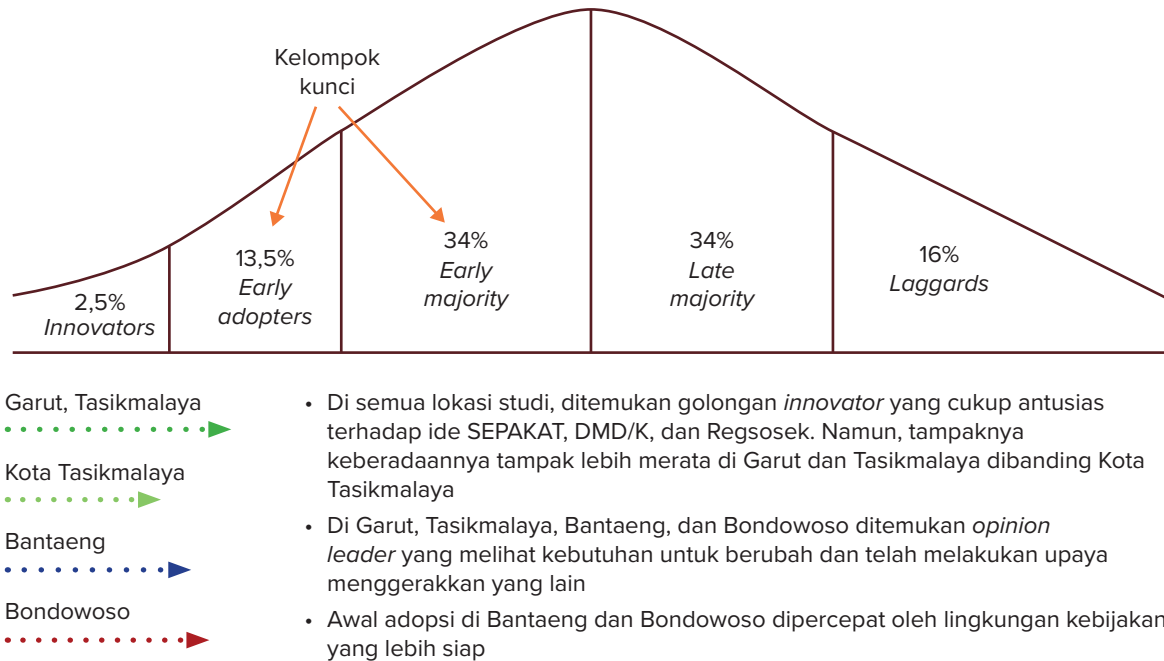 Kelompok
kunci
2,5%
Innovators
13,5%
Early
adopters
34%
Early
majority
34%
Late
majority
16%
Laggards
Garut, Tasikmalaya
Kota Tasikmalaya
Bantaeng
Bondowoso
• Di semua lokasi studi, ditemukan golongan innovator yang cukup antusias
terhadap ide SEPAKAT, DMD/K, dan Regsosek. Namun, tampaknya
keberadaannya tampak lebih merata di Garut dan Tasikmalaya dibanding Kota
Tasikmalaya
• Di Garut, Tasikmalaya, Bantaeng, dan Bondowoso ditemukan opinion
leader yang melihat kebutuhan untuk berubah dan telah melakukan upaya
menggerakkan yang lain
• Awal adopsi di Bantaeng dan Bondowoso dipercepat oleh lingkungan kebijakan
yang lebih siap